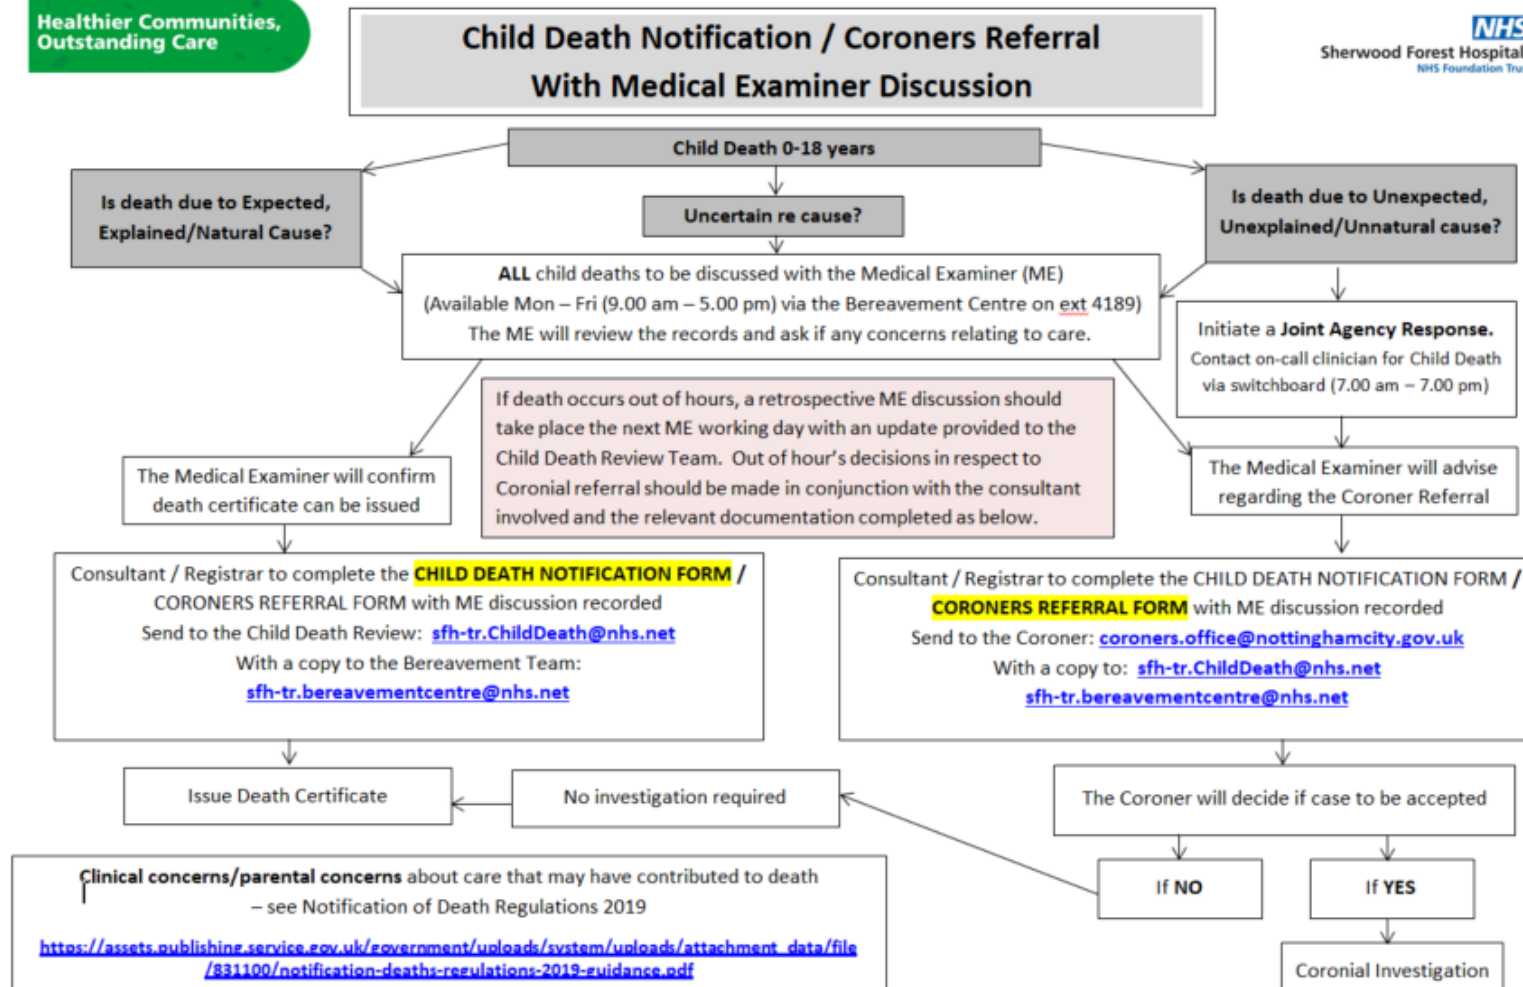 Healthier Communities,
Outstanding Care
Child Death Notification / Coroners Referral
With Medical Examiner Discussion
NHS
Sherwood Forest Hospital
NHS Foundation Tru
Child Death 0-18 years
Is death due to Expected,
Explained/Natural Cause?
Uncertain re cause?
Is death due to Unexpected,
Unexplained/Unnatural cause?
ALL child deaths to be discussed with the Medical Examiner (ME)
(Available Mon – Fri (9.00 am – 5.00 pm) via the Bereavement Centre on ext 4189)
The ME will review the records and ask if any concerns relating to care.
Initiate a Joint Agency Response.
Contact on-call clinician for Child Death
via switchboard (7.00 am – 7.00 pm)
If death occurs out of hours, a retrospective ME discussion should
take place the next ME working day with an update provided to the
Child Death Review Team.  Out of hour's decisions in respect to
Coronial referral should be made in conjunction with the consultant
involved and the relevant documentation completed as below.
The Medical Examiner will confirm
death certificate can be issued
The Medical Examiner will advise
regarding the Coroner Referral
Consultant / Registrar to complete the CHILD DEATH NOTIFICATION FORM /
CORONERS REFERRAL FORM with ME discussion recorded
Send to the Child Death Review:  sfh-tr.ChildDeath@nhs.net
With a copy to the Bereavement Team:
sfh-tr.bereavementcentre@nhs.net
Consultant / Registrar to complete the CHILD DEATH NOTIFICATION FORM /
CORONERS REFERRAL FORM with ME discussion recorded
Send to the Coroner: coroners.office@nottinghamcity.gov.uk
With a copy to:  sfh-tr.ChildDeath@nhs.net
sfh-tr.bereavementcentre@nhs.net
Issue Death Certificate
No investigation required
The Coroner will decide if case to be accepted
If NO
If YES
Coronial Investigation
Clinical concerns/parental concerns about care that may have contributed to death
– see Notification of Death Regulations 2019
https://assets.publishing.service.gov.uk/government/uploads/system/uploads/attachment_data/file
/831100/notification-deaths-regulations-2019-guidance.pdf